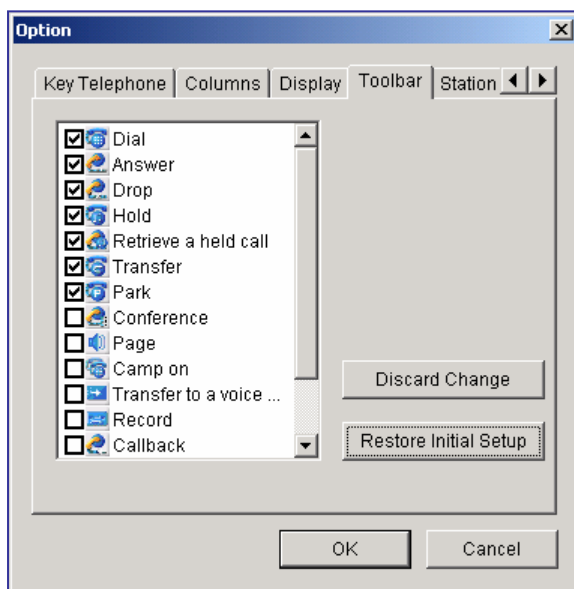 Option
Key Telephone Columns Display Toolbar Station
Dial
Answer
Drop
Hold
Retrieve a held call
Transfer
Park
Conference
Page
Camp on
Transfer to a voice ...
Record
Callback
Discard Change
Restore Initial Setup
OK Cancel